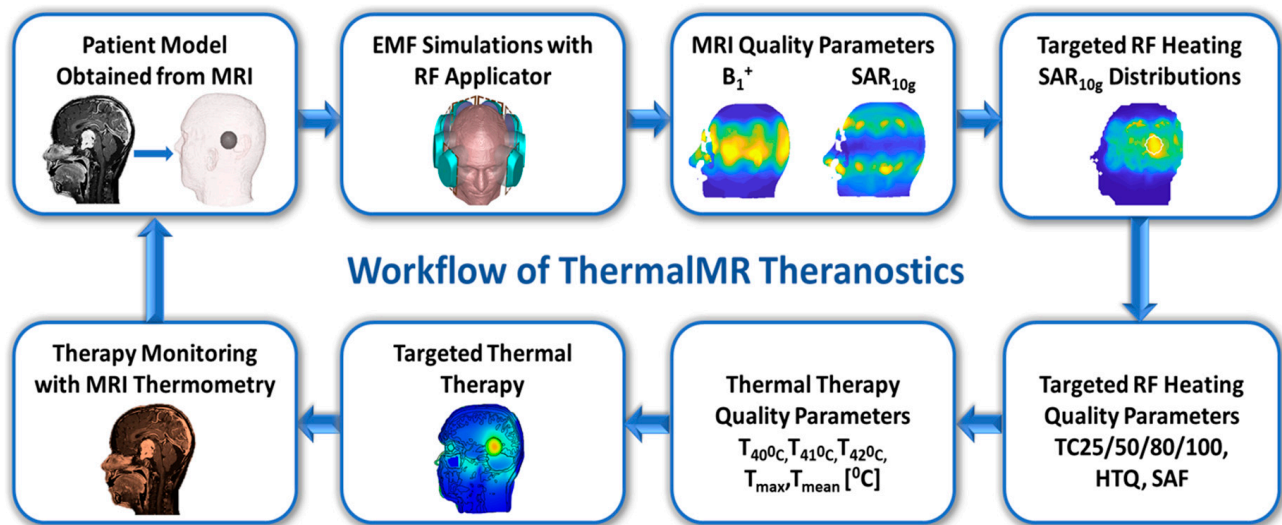 Patient Model
Obtained from MRI
EMF Simulations with
RF Applicator
MRI Quality Parameters
B₁⁺ SAR₁₀g
Targeted RF Heating
SAR₁₀g Distributions
Workflow of ThermalMR Theranostics
Therapy Monitoring
with MRI Thermometry
Targeted Thermal
Therapy
Thermal Therapy
Quality Parameters
T₄₀⁰C,T₄₁⁰C,T₄₂⁰C,
Tmax,Tmean [⁰C]
Targeted RF Heating
Quality Parameters
TC25/50/80/100,
HTQ, SAF